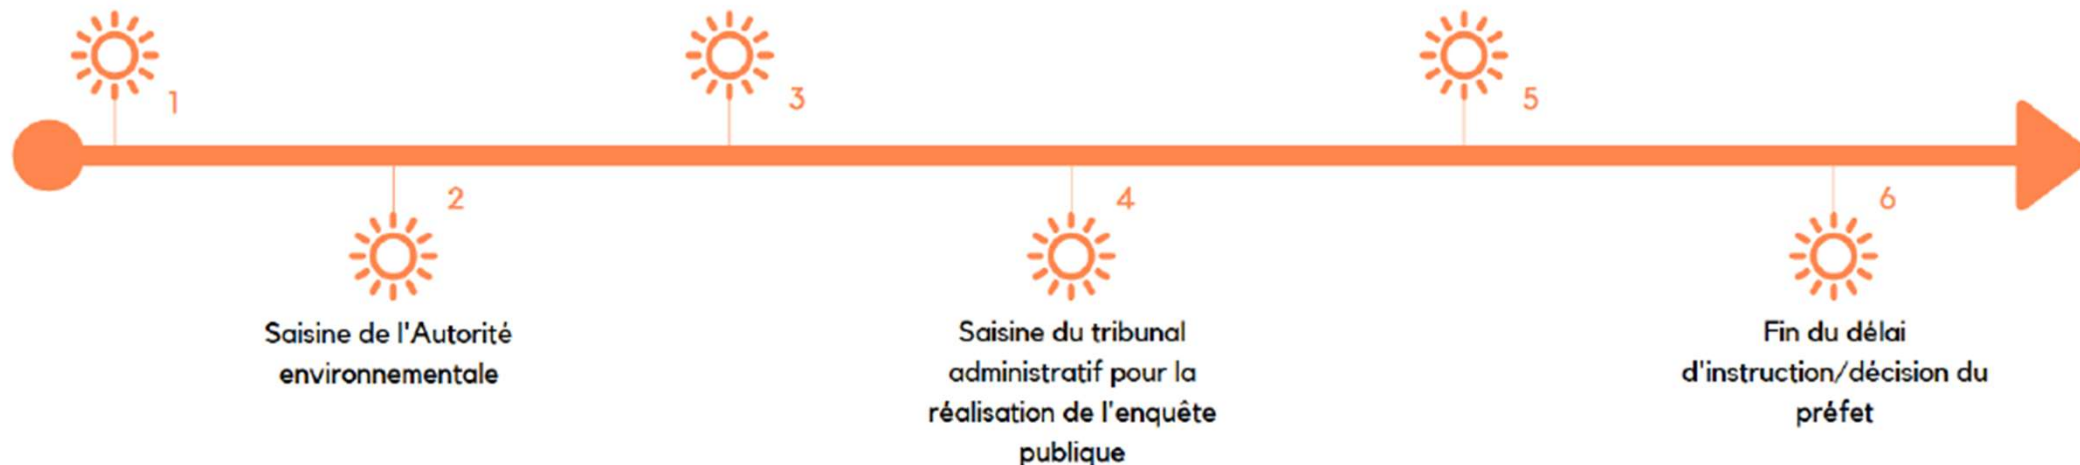 1
3
5
2
4
6
Saisine de l'Autorité
environnementale
Saisine du tribunal
administratif pour la
réalisation de l'enquête
publique
Fin du délai
d'instruction/décision du
préfet